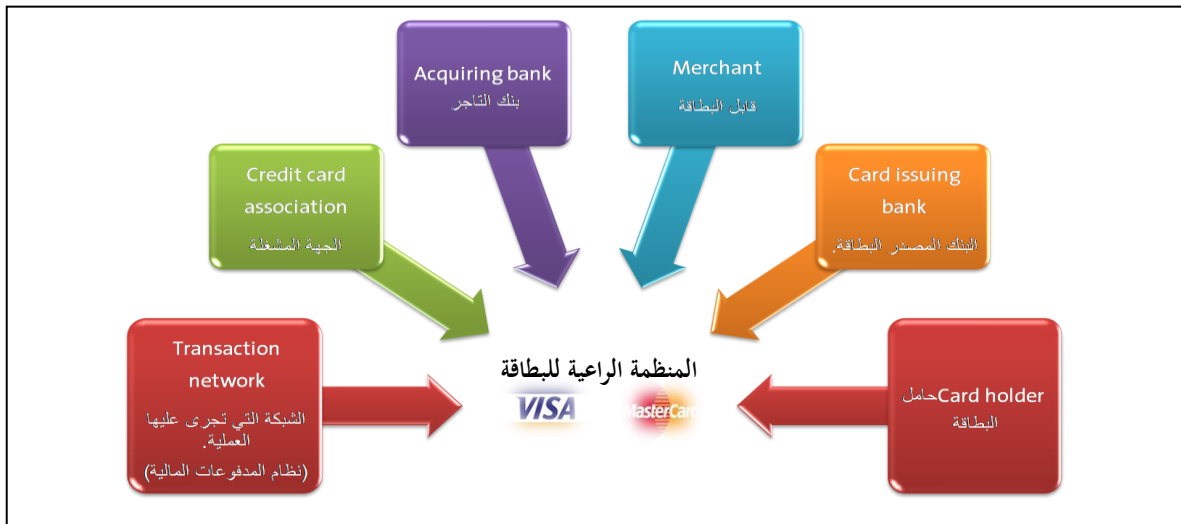 Acquiring bank
بنك التاجر
Merchant
قابل البطاقة
Credit card
association
الجهة المشغلة
Card issuing
bank
البنك المصدر البطاقة.
Transaction
network
الشبكة التي تجرى عليها
العملية.
(نظام المدفوعات المالية)
المنظمة الراعية للبطاقة
VISA
MasterCard
Card holderحامل
البطاقة